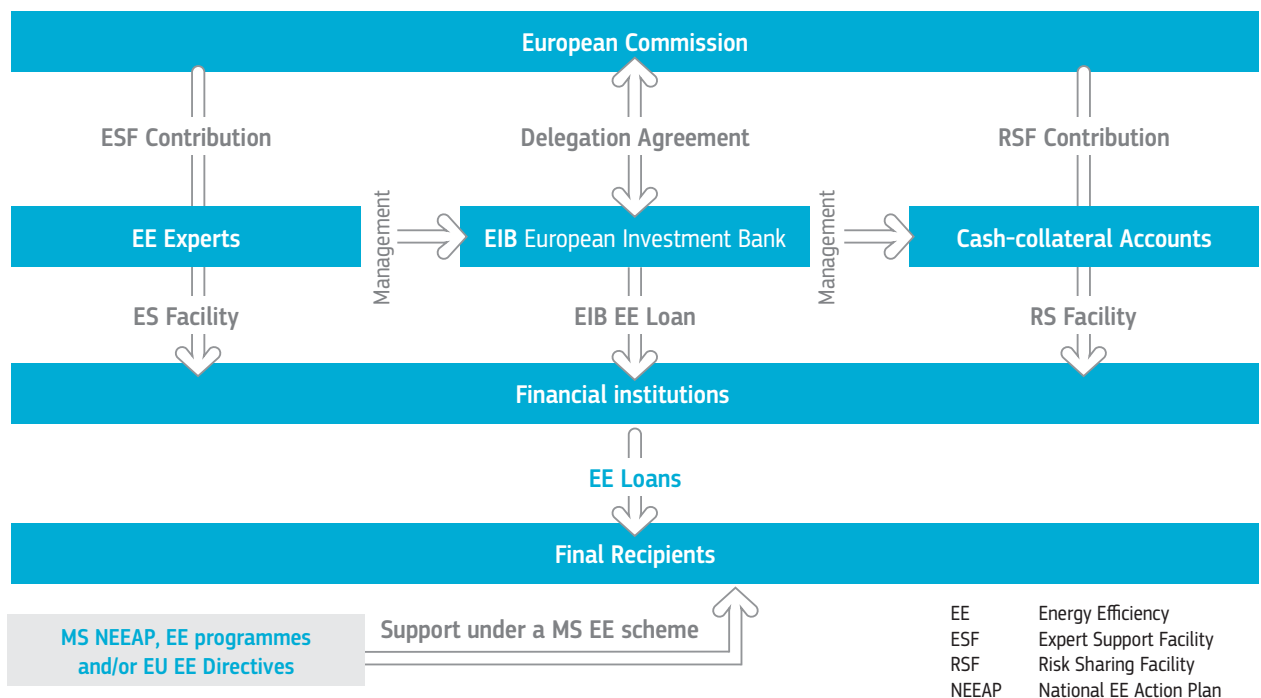 European Commission
ESF Contribution
Delegation Agreement
RSF Contribution
EE Experts
Management
EIB European Investment Bank
Management
Cash-collateral Accounts
ES Facility
EIB EE Loan
RS Facility
Financial institutions
EE Loans
Final Recipients
MS NEEAP, EE programmes
and/or EU EE Directives
Support under a MS EE scheme
EE Energy Efficiency
ESF Expert Support Facility
RSF Risk Sharing Facility
NEEAP National EE Action Plan